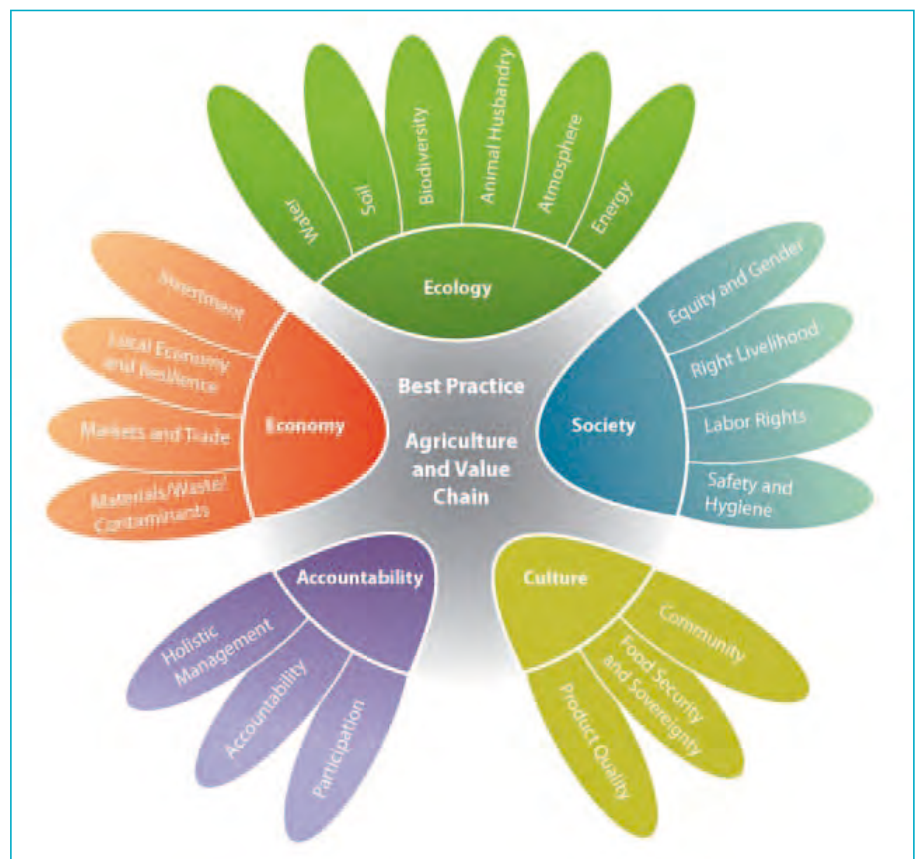 Water
Soil
Biodiversity
Animal Husbandry
Atmosphere
Energy
Ecology
Equity and Gender
Right Livelihood
Labor Rights
Safety and
Hygiene
Society
Investment
Local Economy
and Resilience
Markets and Trade
Materials/Waste/
Contaminants
Economy
Best Practice
Agriculture
and Value
Chain
Accountability
Holistic
Management
Accountability
Participation
Culture
Community
Food Security
and Sovereignty
Product Quality